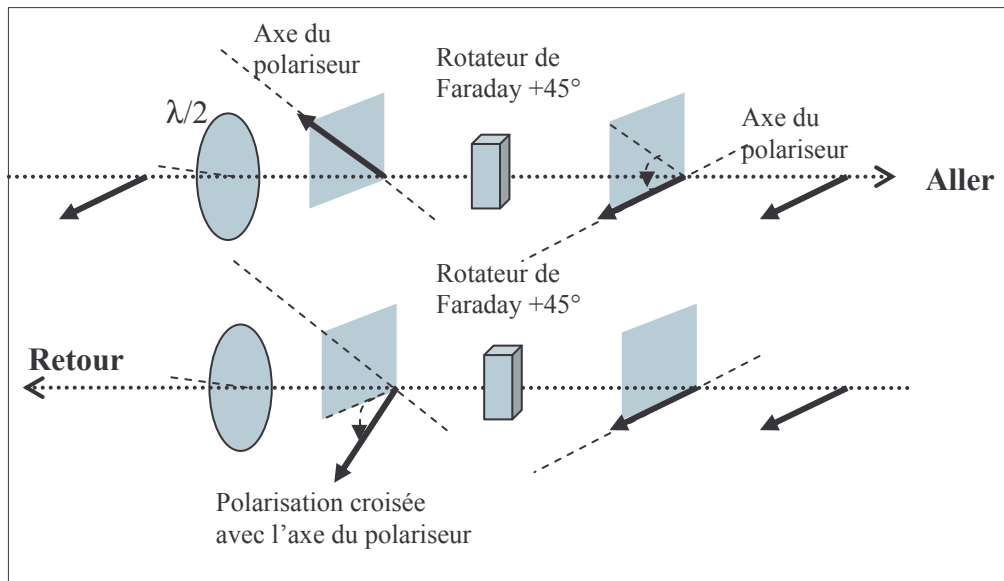 Axe du
polariseur
Rotateur de
Faraday +45°
λ/2
Axe du
polariseur
Aller
Rotateur de
Faraday +45°
Retour
Polarisation croisée
avec l'axe du polariseur